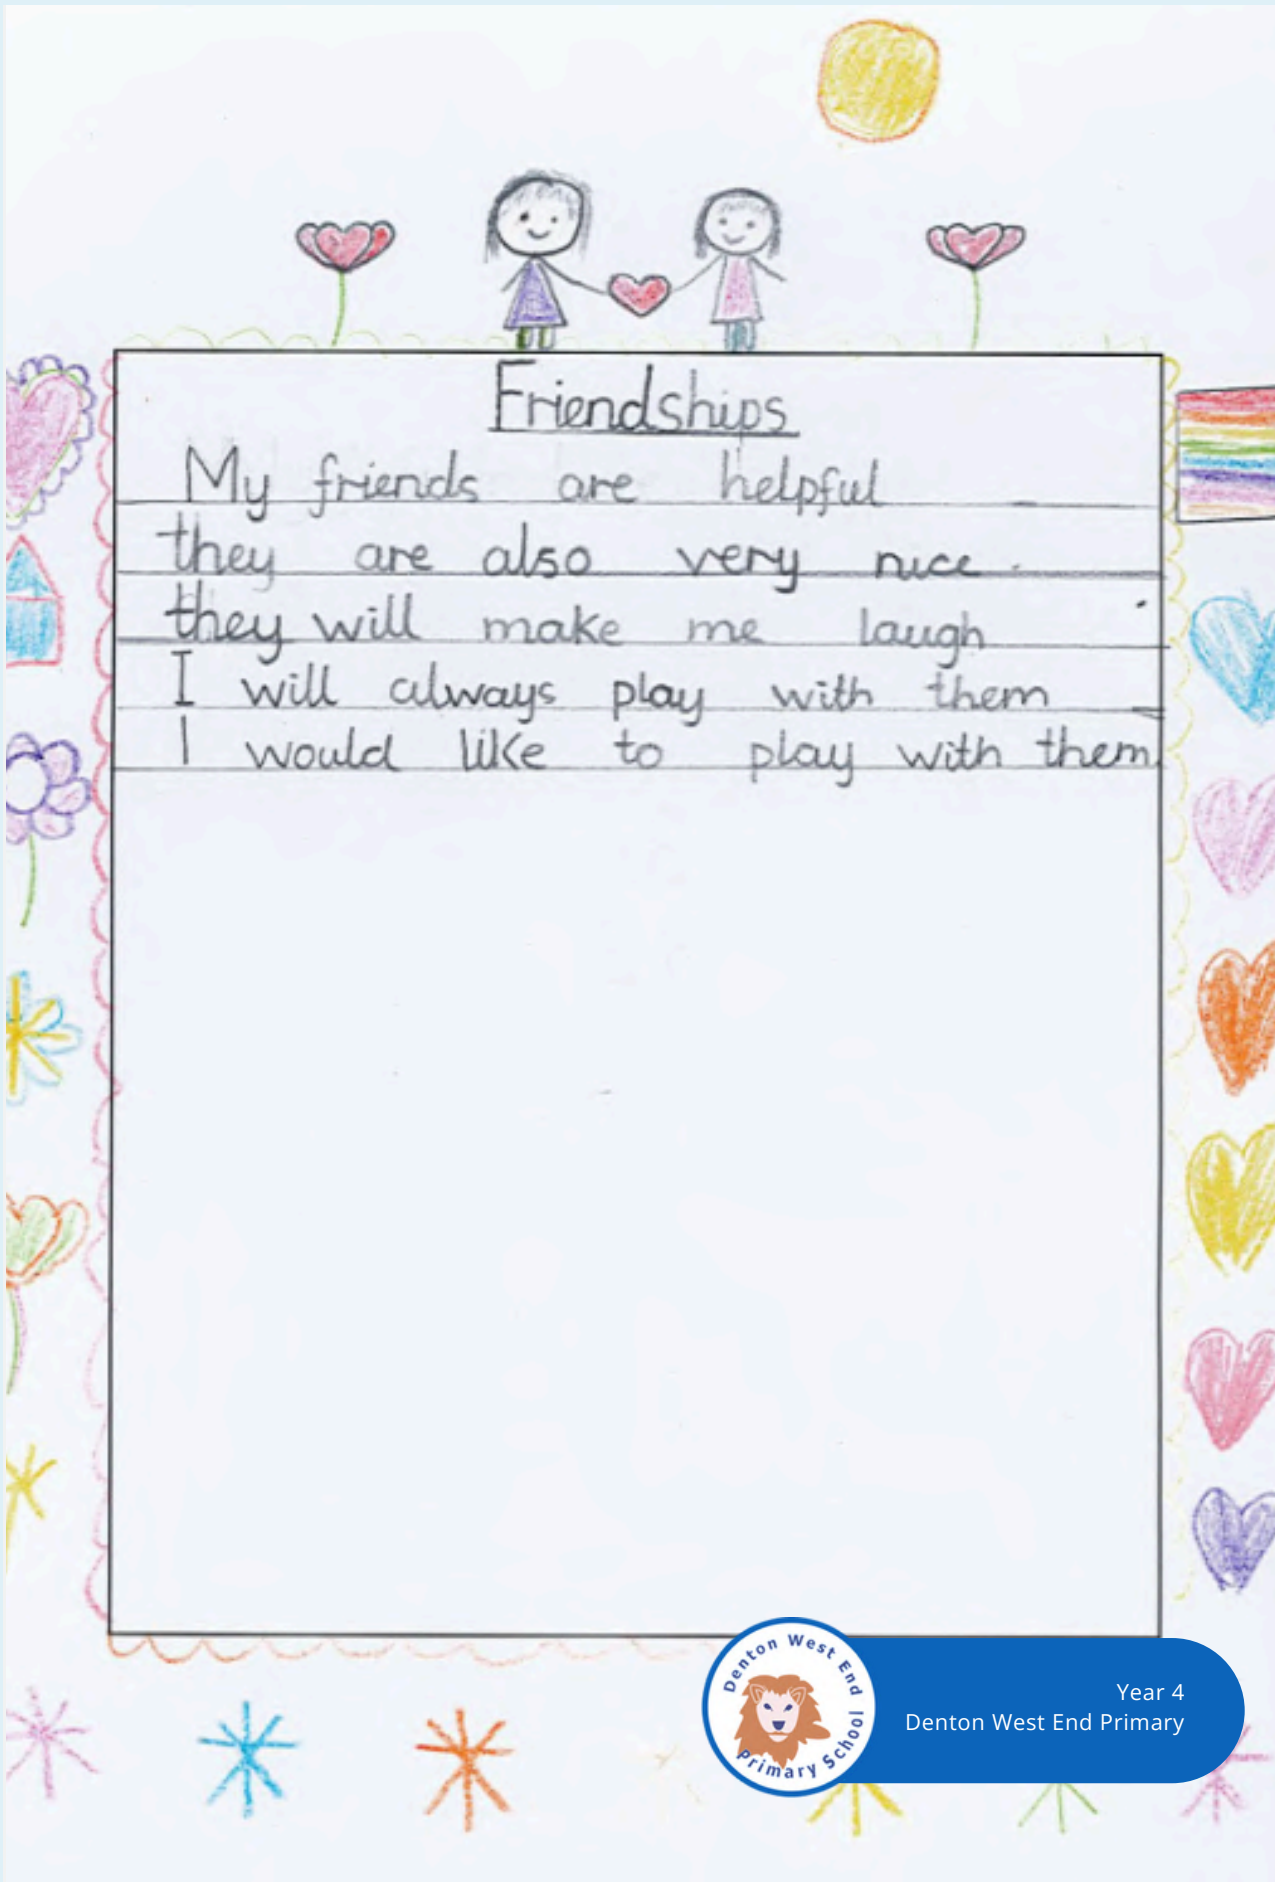 Friendships
My friends are helpful
they are also very nice.
they will make me laugh
I will always play with them
I would like to play with them
Denton West End Primary School
Year 4
Denton West End Primary